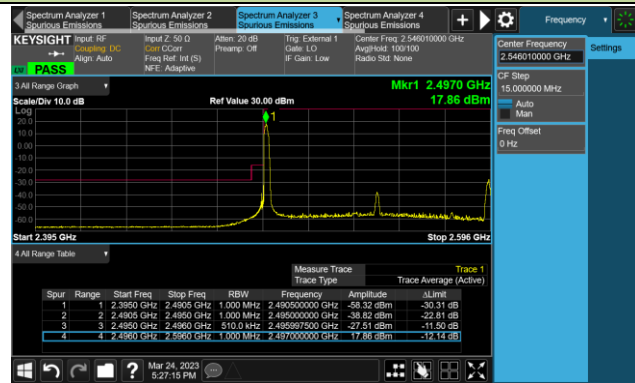 Spectrum Analyzer 1 Spectrum Analyzer 2 Spectrum Analyzer 3 Spectrum Analyzer 4 Frequency
Spurious Emissions Spurious Emissions Spurious Emissions Spurious Emissions
KEYSIGHT Input: RF Input Z: 50 Ω Atten: 20 dB Trig: External 1 Center Freq: 2.546010000 GHz
Coupling: DC Corr CCorr Preamp: Off Gate: LO Avg|Hold: 100/100
Align: Auto Freq Ref: Int (S) IF Gain: Low Radio Std: None
NFE: Adaptive
PASS
Center Frequency Settings
2.546010000 GHz
CF Step
15.000000 MHz
Auto
Man
Freq Offset
0 Hz
3 All Range Graph Mkr1 2.4970 GHz
Scale/Div 10.0 dB Ref Value 30.00 dBm 17.86 dBm
Log
20.0
10.0
0.00
-10.0
-20.0
-30.0
-40.0
-50.0
-60.0
1
Start 2.395 GHz Stop 2.596 GHz
4 All Range Table
Measure Trace Trace 1
Trace Type Trace Average (Active)
Spur Range Start Freq Stop Freq RBW Frequency Amplitude ΔLimit
1 1 2.3950 GHz 2.4905 GHz 1.000 MHz 2.490500000 GHz -58.32 dBm -30.31 dB
2 2 2.4905 GHz 2.4950 GHz 1.000 MHz 2.495000000 GHz -38.82 dBm -22.81 dB
3 3 2.4950 GHz 2.4960 GHz 510.0 kHz 2.495997500 GHz -27.51 dBm -11.50 dB
4 4 2.4960 GHz 2.5960 GHz 1.000 MHz 2.497000000 GHz 17.86 dBm -12.14 dB
? Mar 24, 2023
5:27:15 PM